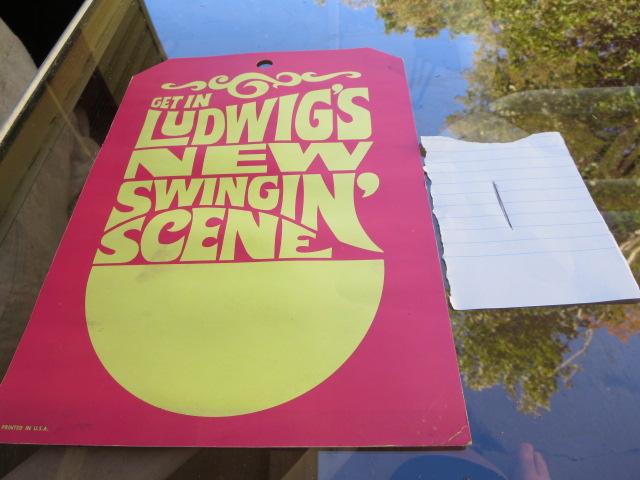 GET IN
LUDWIG'S
NEW
SWINGIN'
SCENE
PRINTED IN U.S.A.